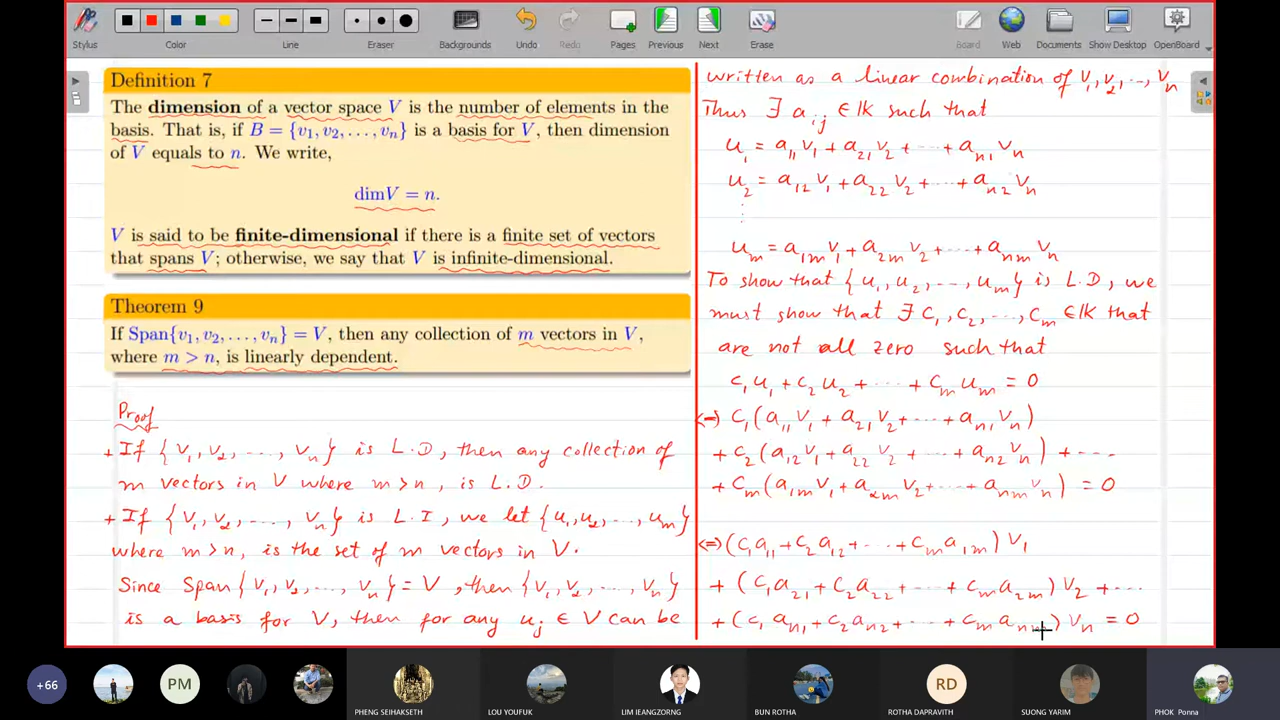 Stylus
Color
Line
Eraser
Backgrounds
Undo
Redo
Pages
Previous
Next
Erase
Board
Web
Documents
Show Desktop
OpenBoard
Definition 7
The dimension of a vector space V is the number of elements in the
basis. That is, if B = {v₁, v₂, . . . , vₙ} is a basis for V, then dimension
of V equals to n. We write,
dimV = n.
V is said to be finite-dimensional if there is a finite set of vectors
that spans V; otherwise, we say that V is infinite-dimensional.
Theorem 9
If Span{v₁, v₂, . . . , vₙ} = V, then any collection of m vectors in V,
where m > n, is linearly dependent.
Proof
+ If {v₁, v₂, ..., vₙ} is L.D, then any collection of
m vectors in V where m > n, is L.D.
+ If {v₁, v₂, ..., vₙ} is L.I, we let {u₁, u₂, ..., uₘ}
where m > n, is the set of m vectors in V.
Since Span{v₁, v₂, ..., vₙ} = V, then {v₁, v₂, ..., vₙ}
is a basis for V, then for any uⱼ ∈ V can be
written as a linear combination of v₁, v₂, ..., vₙ
Thus ∃ aᵢⱼ ∈ IK such that
u₁ = a₁₁ v₁ + a₂₁ v₂ + ... + aₙ₁ vₙ
u₂ = a₁₂ v₁ + a₂₂ v₂ + ... + aₙ₂ vₙ
⋮
uₘ = a₁ₘ v₁ + a₂ₘ v₂ + ... + aₙₘ vₙ
To show that {u₁, u₂, ..., uₘ} is L.D, we
must show that ∃ c₁, c₂, ..., cₘ ∈ IK that
are not all zero such that
c₁u₁ + c₂u₂ + ... + cₘuₘ = 0
<=> c₁(a₁₁ v₁ + a₂₁ v₂ + ... + aₙ₁ vₙ)
+ c₂(a₁₂ v₁ + a₂₂ v₂ + ... + aₙ₂ vₙ) + ...
+ cₘ(a₁ₘ v₁ + a₂ₘ v₂ + ... + aₙₘ vₙ) = 0
<=> (c₁a₁₁ + c₂a₁₂ + ... + cₘa₁ₘ) v₁
+ (c₁a₂₁ + c₂a₂₂ + ... + cₘa₂ₘ) v₂ + ...
+ (c₁aₙ₁ + c₂aₙ₂ + ... + cₘaₙₘ) vₙ = 0
+66
PM
RD
PHENG SEIHAKSETH
LOU YOUFUK
LIM IEANGZORNG
BUN ROTHA
ROTHA DAPRAVITH
SUONG YARIM
PHOK Ponna